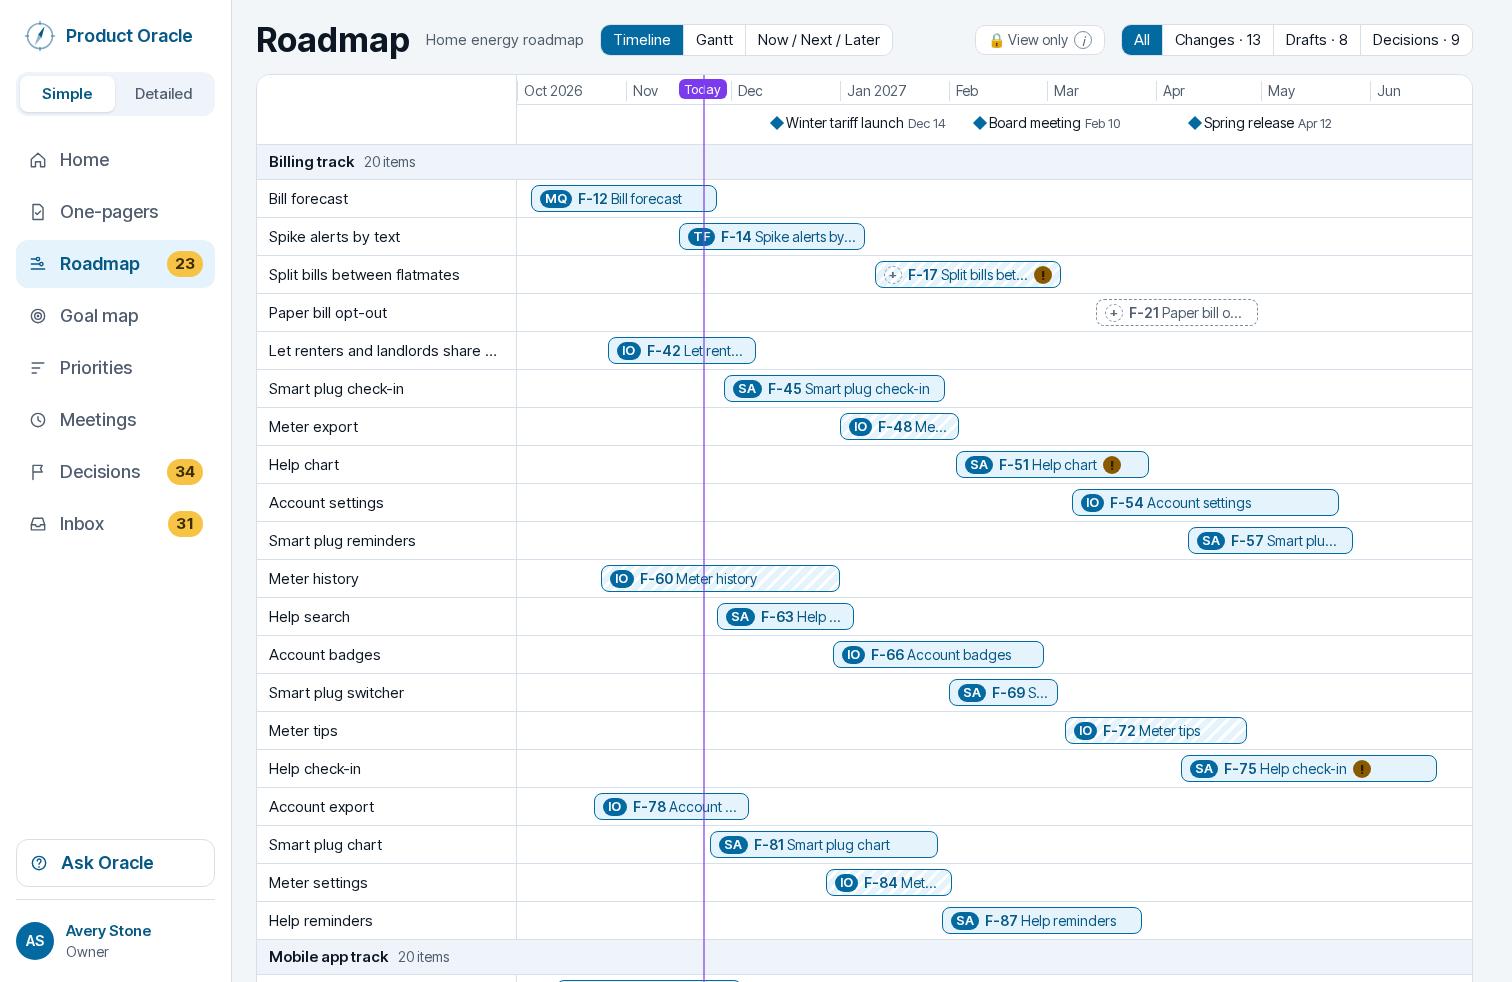 Product Oracle
Simple Detailed
Home
One-pagers
Roadmap 23
Goal map
Priorities
Meetings
Decisions 34
Inbox 31
Ask Oracle
AS Avery Stone
Owner
Roadmap Home energy roadmap Timeline Gantt Now / Next / Later 🔒 View only i All Changes · 13 Drafts · 8 Decisions · 9
Oct 2026 Nov Today Dec Jan 2027 Feb Mar Apr May Jun
Winter tariff launch Dec 14 Board meeting Feb 10 Spring release Apr 12
Billing track 20 items
Bill forecast MQ F-12 Bill forecast
Spike alerts by text TF F-14 Spike alerts by...
Split bills between flatmates + F-17 Split bills bet... !
Paper bill opt-out + F-21 Paper bill o...
Let renters and landlords share ... IO F-42 Let rent...
Smart plug check-in SA F-45 Smart plug check-in
Meter export IO F-48 Me...
Help chart SA F-51 Help chart !
Account settings IO F-54 Account settings
Smart plug reminders SA F-57 Smart plu...
Meter history IO F-60 Meter history
Help search SA F-63 Help ...
Account badges IO F-66 Account badges
Smart plug switcher SA F-69 S...
Meter tips IO F-72 Meter tips
Help check-in SA F-75 Help check-in !
Account export IO F-78 Account ...
Smart plug chart SA F-81 Smart plug chart
Meter settings IO F-84 Met...
Help reminders SA F-87 Help reminders
Mobile app track 20 items